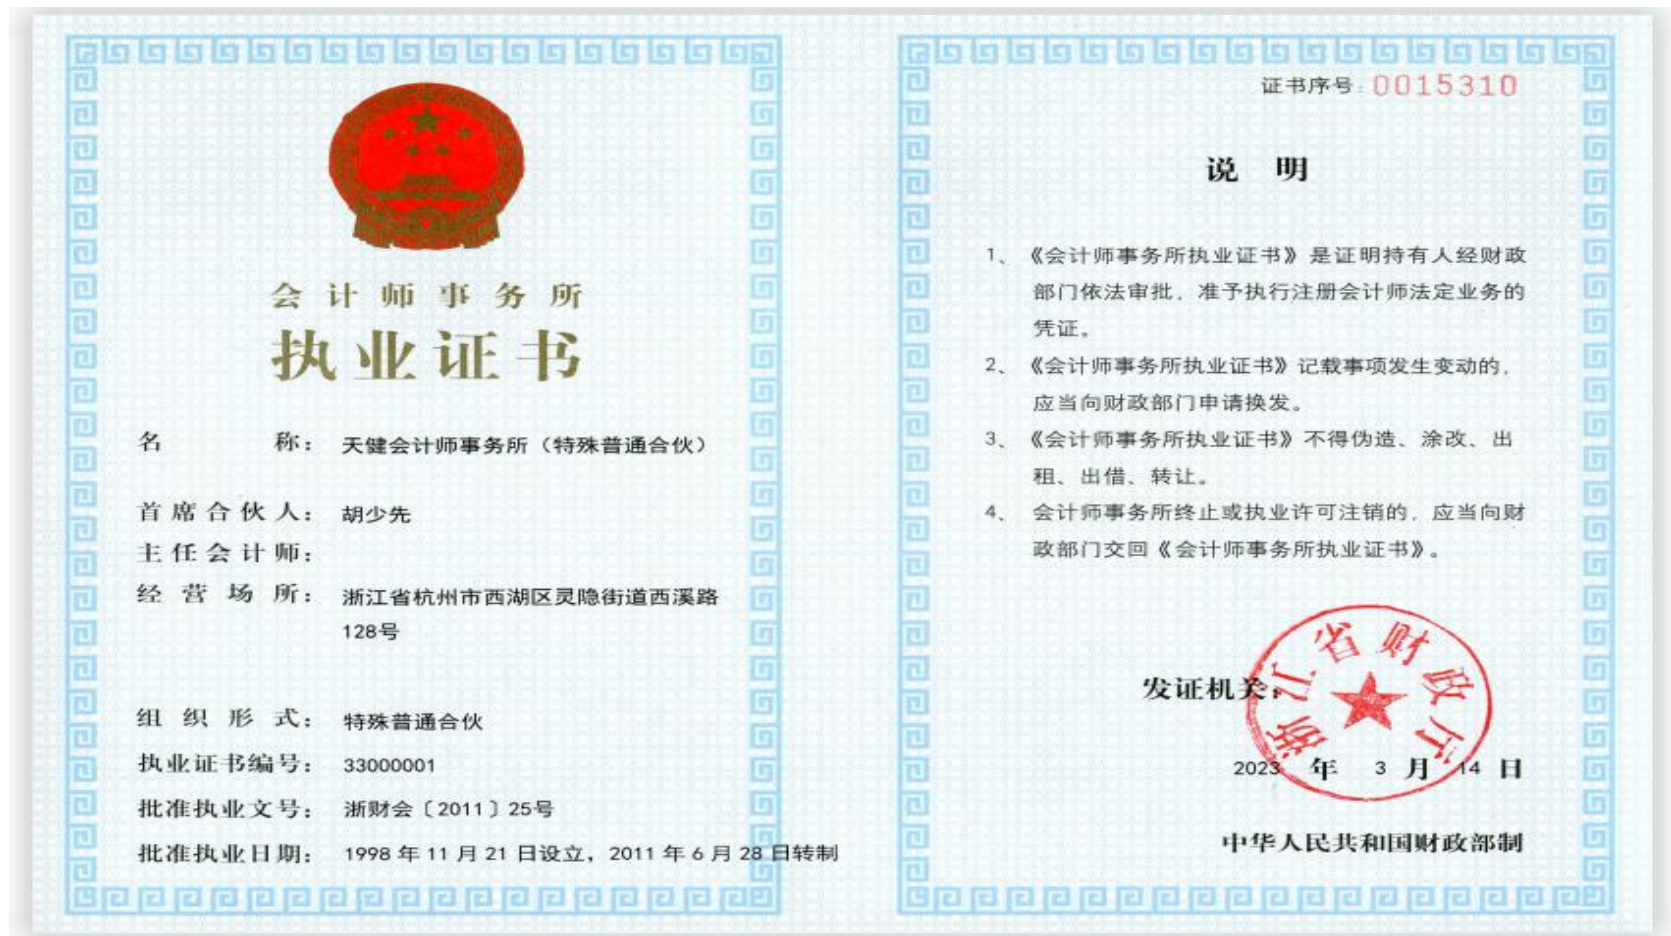 会计师事务所
执业证书
名称：天健会计师事务所（特殊普通合伙）
首席合伙人：胡少先
主任会计师：
经营场所：浙江省杭州市西湖区灵隐街道西溪路
128号
组织形式：特殊普通合伙
执业证书编号：33000001
批准执业文号：浙财会〔2011〕25号
批准执业日期：1998年11月21日设立，2011年6月28日转制
证书序号：0015310
说 明
1、《会计师事务所执业证书》是证明持有人经财政
部门依法审批，准予执行注册会计师法定业务的
凭证。
2、《会计师事务所执业证书》记载事项发生变动的，
应当向财政部门申请换发。
3、《会计师事务所执业证书》不得伪造、涂改、出
租、出借、转让。
4、会计师事务所终止或执业许可注销的，应当向财
政部门交回《会计师事务所执业证书》。
发证机关：
浙江省财政厅
2023年3月14日
中华人民共和国财政部制